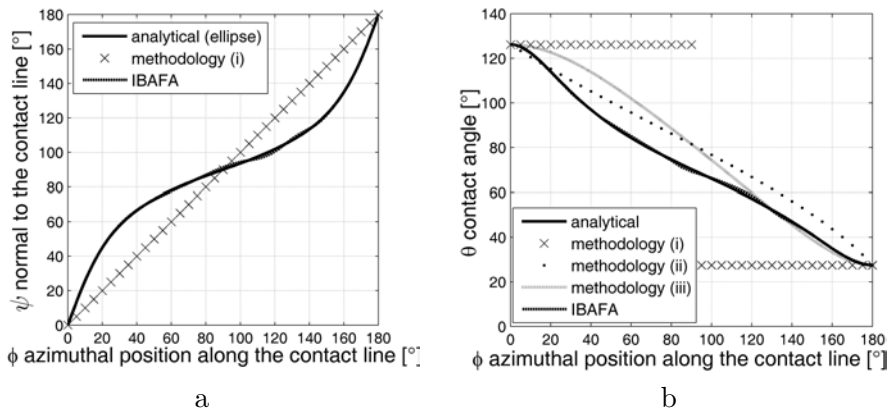 180
160
140
120
100
80
60
40
20
0
ψ normal to the contact line [°]
analytical (ellipse)
methodology (i)
IBAFA
0 20 40 60 80 100 120 140 160 180
ϕ azimuthal position along the contact line [°]
a
140
120
100
80
60
40
20
0
θ contact angle [°]
analytical
methodology (i)
methodology (ii)
methodology (iii)
IBAFA
0 20 40 60 80 100 120 140 160 180
ϕ azimuthal position along the contact line [°]
b